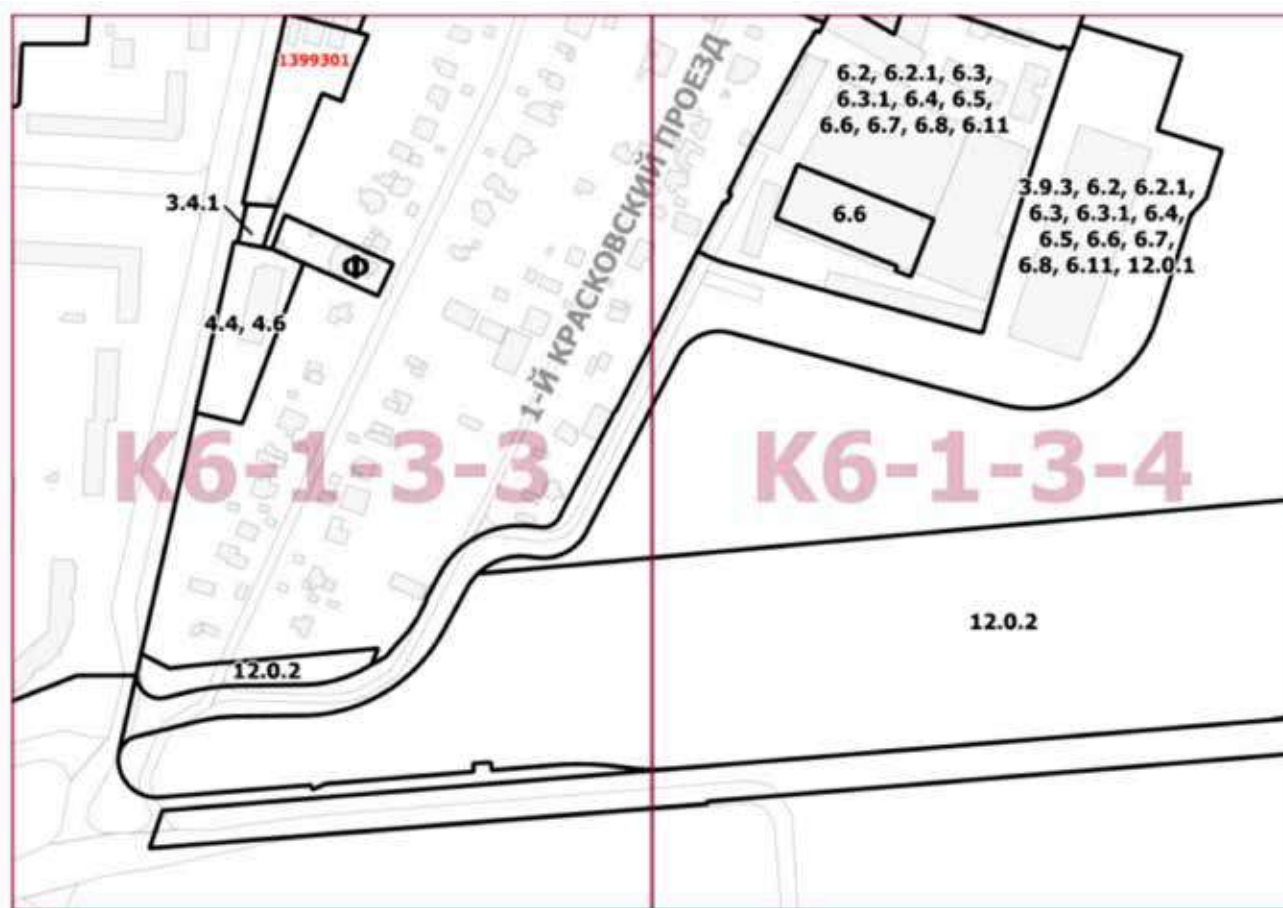 1399301
6.2, 6.2.1, 6.3,
6.3.1, 6.4, 6.5,
6.6, 6.7, 6.8, 6.11
3.4.1
6.6
3.9.3, 6.2, 6.2.1,
6.3, 6.3.1, 6.4,
6.5, 6.6, 6.7,
6.8, 6.11, 12.0.1
Ф
4.4, 4.6
1-Й КРАСКОВСКИЙ ПРОЕЗД
К6-1-3-3
К6-1-3-4
12.0.2
12.0.2